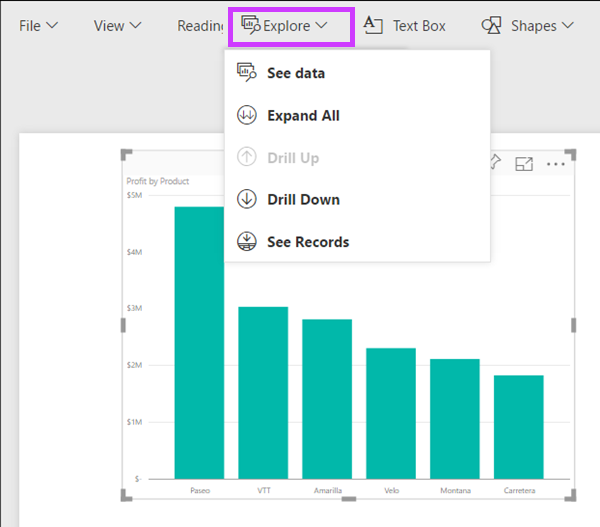 File View Reading Explore Text Box Shapes
See data
Expand All
Drill Up
Drill Down
See Records
Profit by Product
$5M
$4M
$3M
$2M
$1M
$-
Paseo VTT Amarilla Velo Montana Carretera